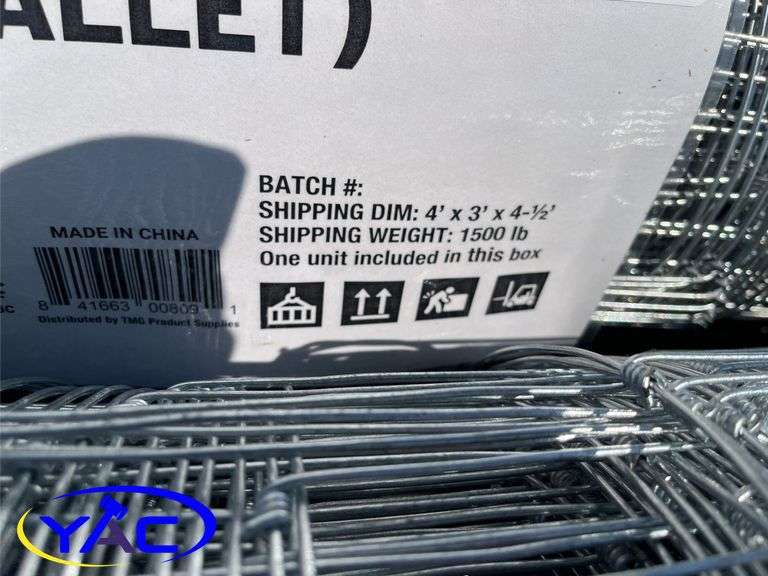 ALLET)
BATCH #:
SHIPPING DIM: 4' x 3' x 4-½'
SHIPPING WEIGHT: 1500 lb
One unit included in this box
MADE IN CHINA
8 41663 00809 1
Distributed by TMG Product Supplies
YAC